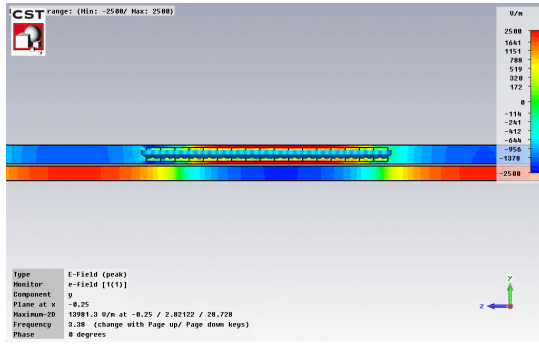 CST
range: (Min: -2500/ Max: 2500)
V/m
2500
1641
1151
788
519
320
172
0
-114
-241
-412
-644
-956
-1378
-2500
Type E-Field (peak)
Monitor e-field [1(1)]
Component y
Plane at x -0.25
Maximum-2D 13981.3 V/m at -0.25 / 2.82122 / 28.728
Frequency 3.38 (change with Page up/ Page down keys)
Phase 0 degrees
y
z